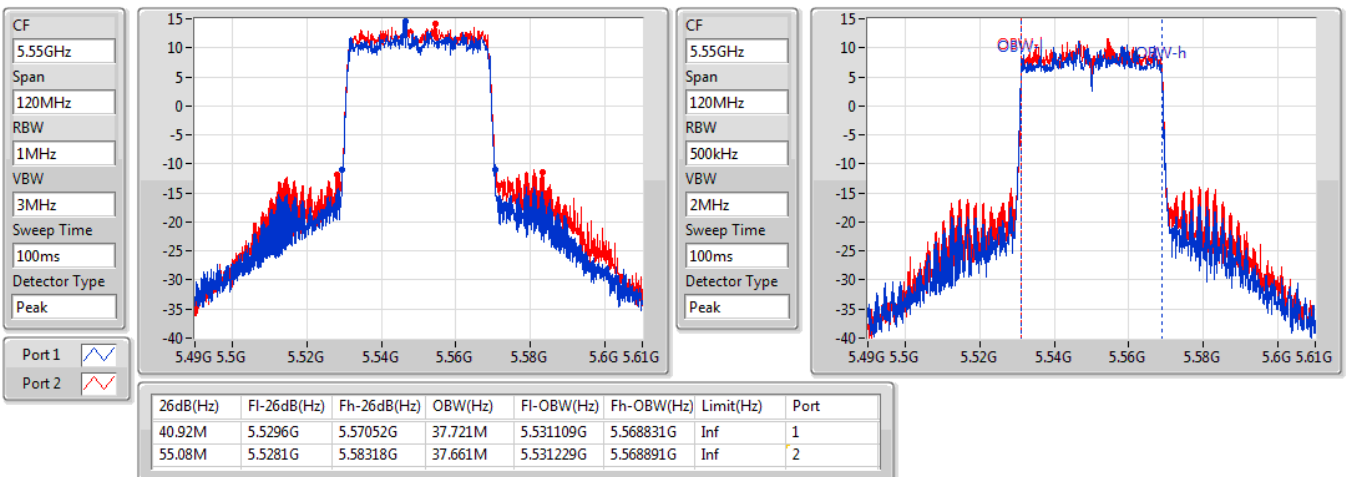 CF
5.55GHz
Span
120MHz
RBW
1MHz
VBW
3MHz
Sweep Time
100ms
Detector Type
Peak
Port 1
Port 2
15
10
5
0
-5
-10
-15
-20
-25
-30
-35
-40
5.49G 5.5G 5.52G 5.54G 5.56G 5.58G 5.6G 5.61G
CF
5.55GHz
Span
120MHz
RBW
500kHz
VBW
2MHz
Sweep Time
100ms
Detector Type
Peak
15
10
5
0
-5
-10
-15
-20
-25
-30
-35
-40
OBW-l
OBW-h
5.49G 5.5G 5.52G 5.54G 5.56G 5.58G 5.6G 5.61G
26dB(Hz) Fl-26dB(Hz) Fh-26dB(Hz) OBW(Hz) Fl-OBW(Hz) Fh-OBW(Hz) Limit(Hz) Port
40.92M 5.5296G 5.57052G 37.721M 5.531109G 5.568831G Inf 1
55.08M 5.5281G 5.58318G 37.661M 5.531229G 5.568891G Inf 2